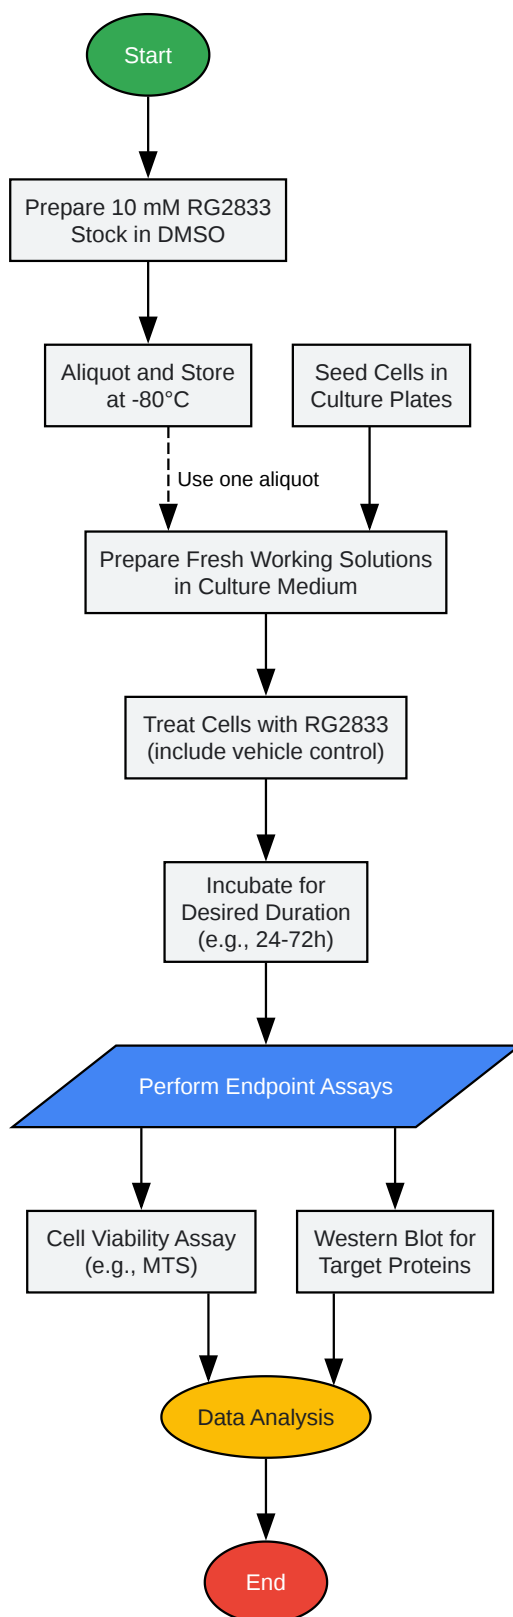 Start
Prepare 10 mM RG2833
Stock in DMSO
Aliquot and Store
at -80°C
Seed Cells in
Culture Plates
Use one aliquot
Prepare Fresh Working Solutions
in Culture Medium
Treat Cells with RG2833
(include vehicle control)
Incubate for
Desired Duration
(e.g., 24-72h)
Perform Endpoint Assays
Cell Viability Assay
(e.g., MTS)
Western Blot for
Target Proteins
Data Analysis
End